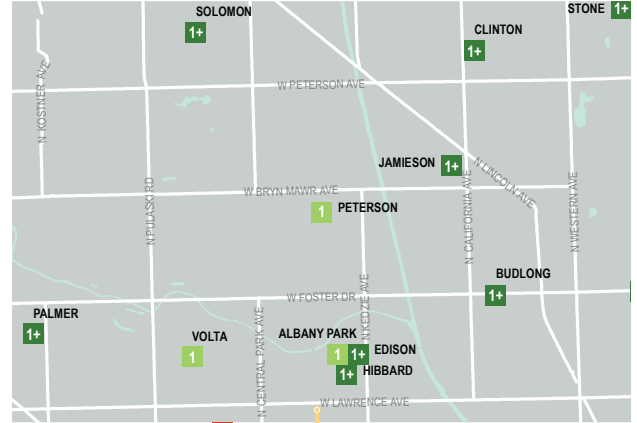 SOLOMON
1+
STONE
1+
CLINTON
1+
N KOSTNER AVE
W PETERSON AVE
JAMIESON
1+
N LINCOLN AVE
W BRYN MAWR AVE
1
PETERSON
N PULASKI RD
N CALIFORNIA AVE
N WESTERN AVE
BUDLONG
1+
W FOSTER DR
N KEDZIE AVE
PALMER
1+
N CENTRAL PARK AVE
VOLTA
1
ALBANY PARK
1
1+
EDISON
1+
HIBBARD
W LAWRENCE AVE